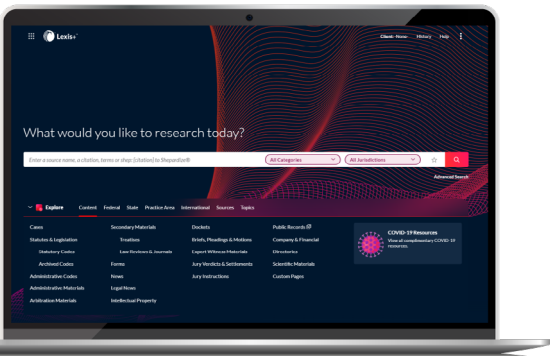 Lexis+
Client: -None- History Help
What would you like to research today?
Enter a source name, a citation, terms or shep: [citation] to Shepardize®
All Categories
All Jurisdictions
Advanced Search
Explore Content Federal State Practice Area International Sources Topics
Cases
Statutes & Legislation
Statutory Codes
Archived Codes
Administrative Codes
Administrative Materials
Arbitration Materials
Secondary Materials
Treatises
Law Reviews & Journals
Forms
News
Legal News
Intellectual Property
Dockets
Briefs, Pleadings & Motions
Expert Witness Materials
Jury Verdicts & Settlements
Jury Instructions
Public Records
Company & Financial
Directories
Scientific Materials
Custom Pages
COVID-19 Resources
View all complimentary COVID-19
resources.